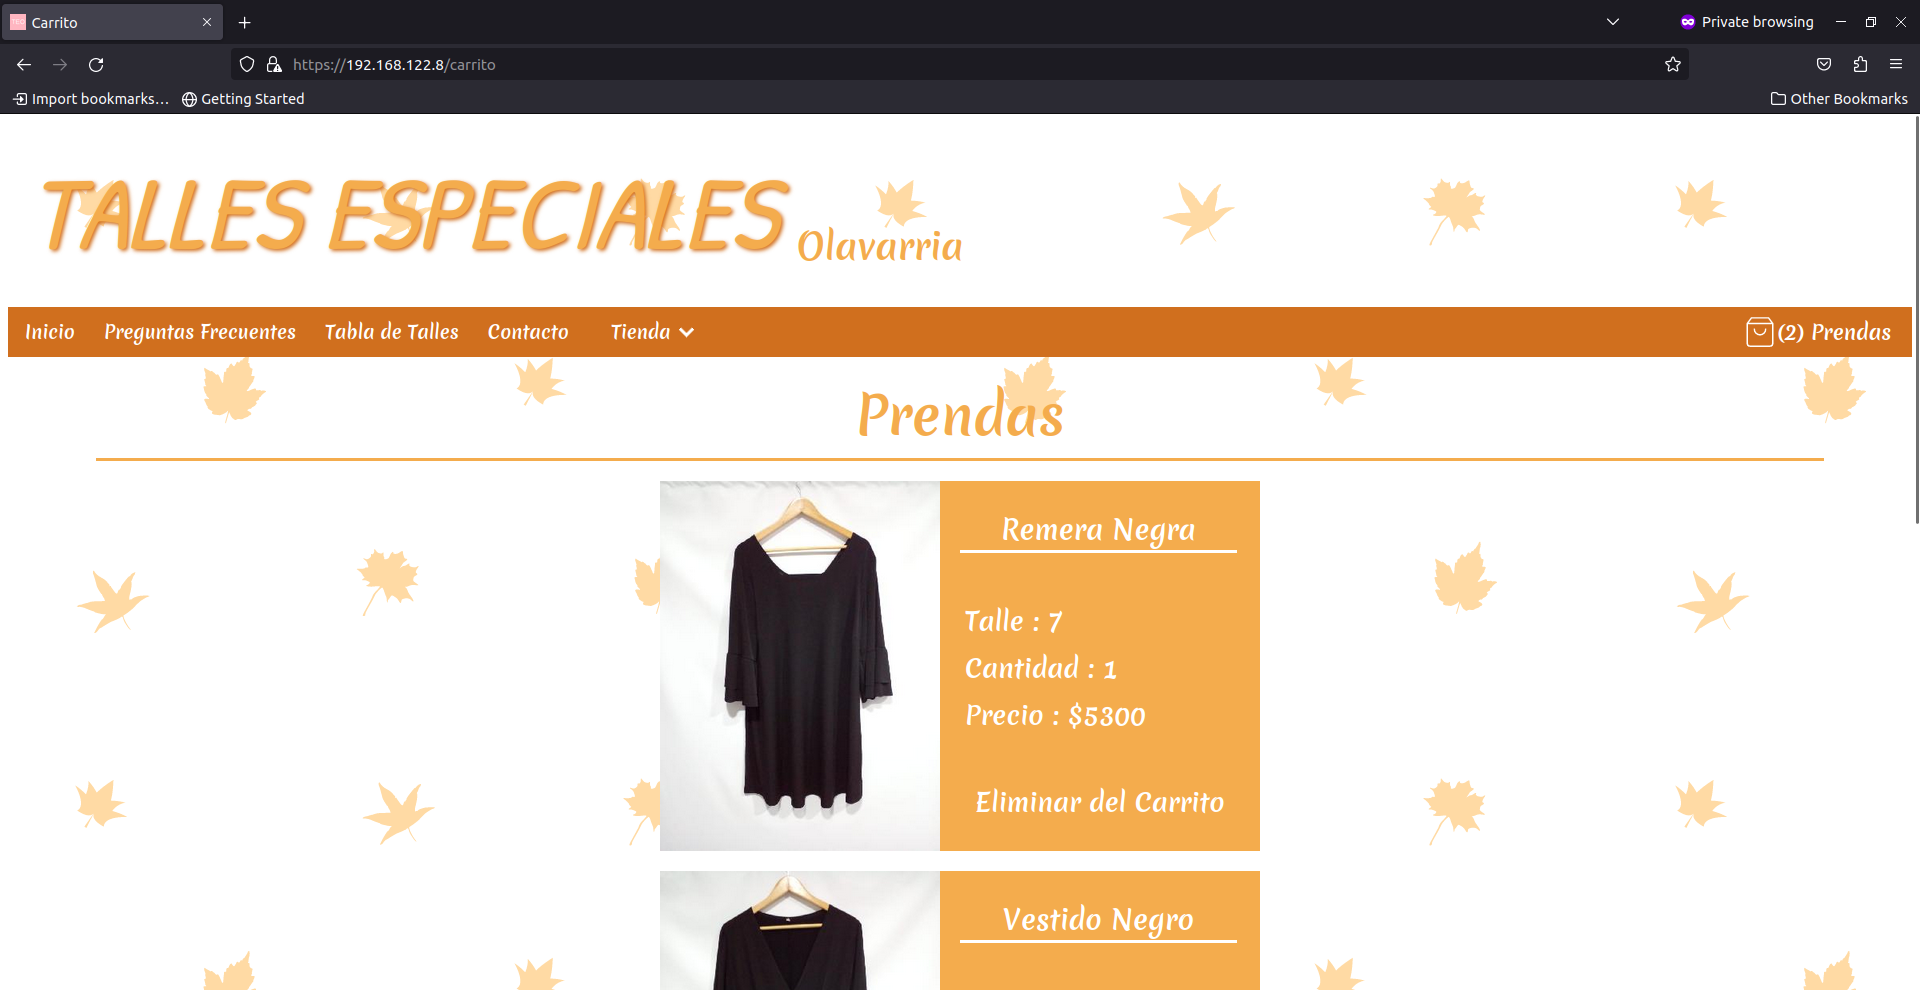 Carrito
Private browsing
https://192.168.122.8/carrito
Import bookmarks...
Getting Started
Other Bookmarks
TALLES ESPECIALES
Olavarria
Inicio
Preguntas Frecuentes
Tabla de Talles
Contacto
Tienda
(2) Prendas
Prendas
Remera Negra
Talle : 7
Cantidad : 1
Precio : $5300
Eliminar del Carrito
Vestido Negro